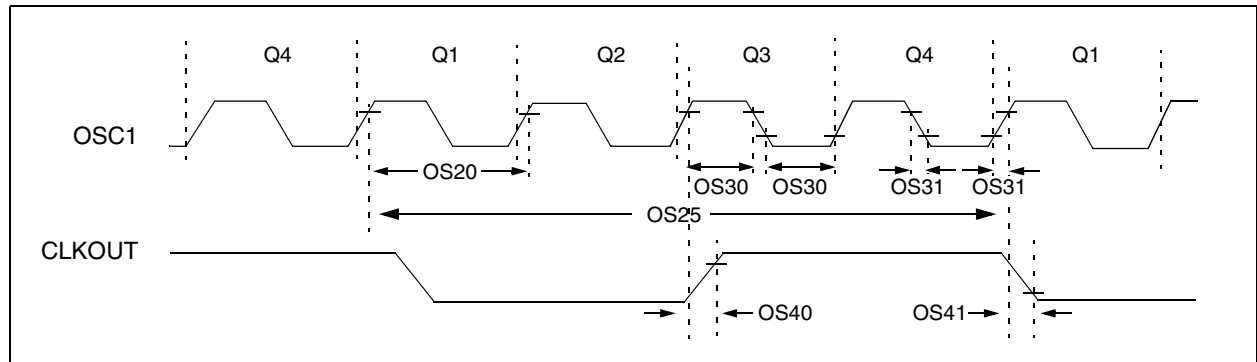 Q4 Q1 Q2 Q3 Q4 Q1
OSC1
OS20 OS30 OS30 OS31 OS31
OS25
CLKOUT
OS40 OS41